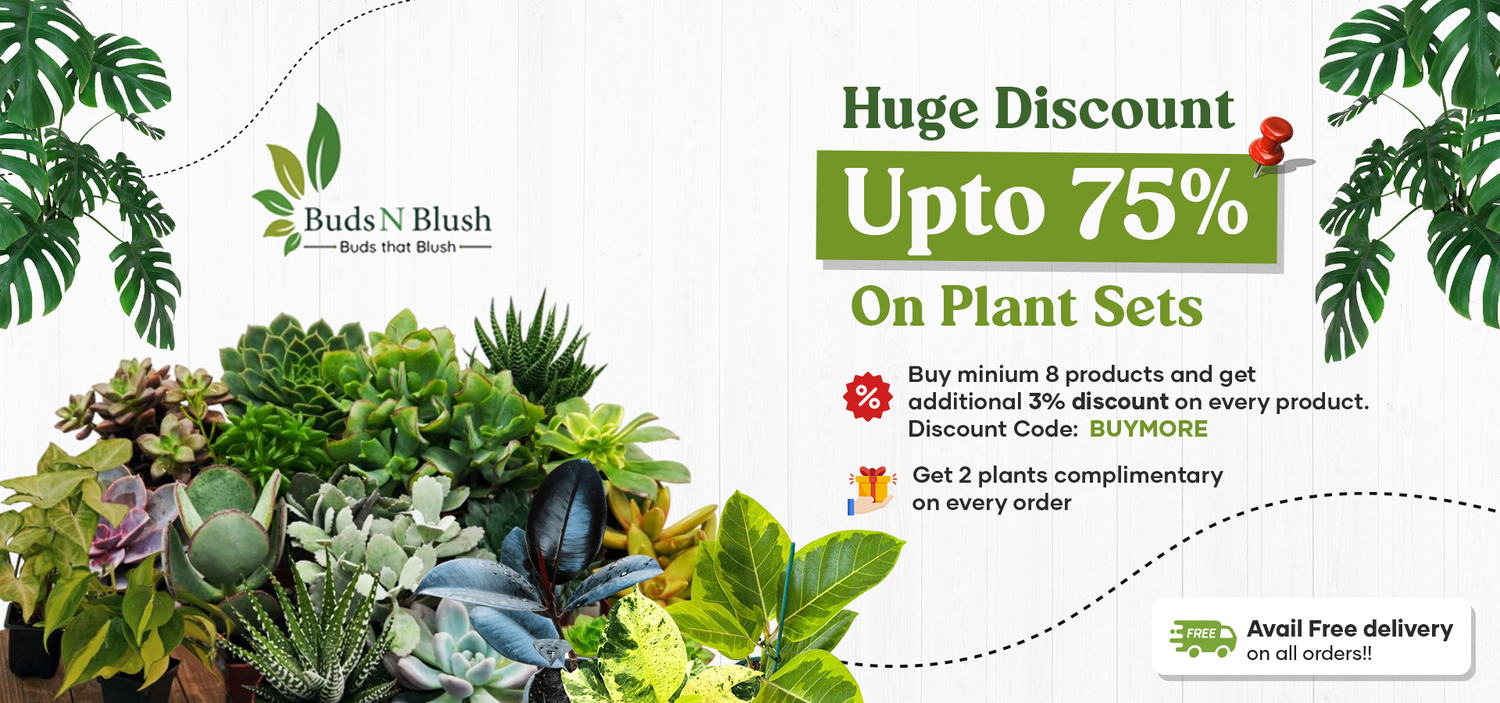 Buds N Blush
Buds that Blush
Huge Discount
Upto 75%
On Plant Sets
Buy minium 8 products and get
additional 3% discount on every product.
Discount Code: BUYMORE
Get 2 plants complimentary
on every order
FREE
Avail Free delivery
on all orders!!